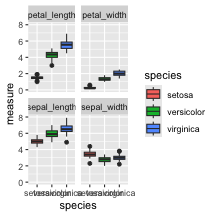 petal_length petal_width
8
6
4
2
0
measure
sepal_length sepal_width
8
6
4
2
0
species
species
setosa
versicolor
virginica